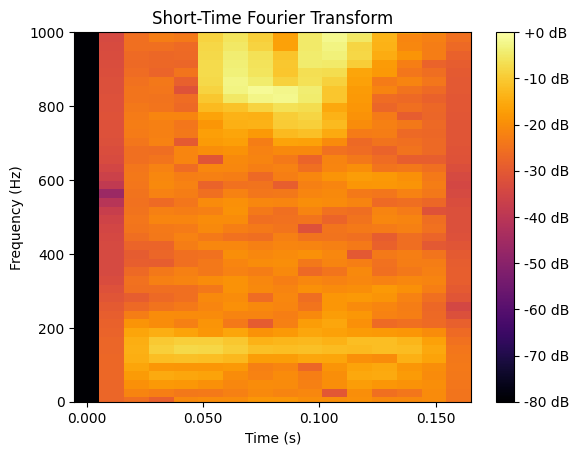 Short-Time Fourier Transform
1000
800
600
400
200
0
Frequency (Hz)
0.000
0.050
0.100
0.150
Time (s)
+0 dB
-10 dB
-20 dB
-30 dB
-40 dB
-50 dB
-60 dB
-70 dB
-80 dB